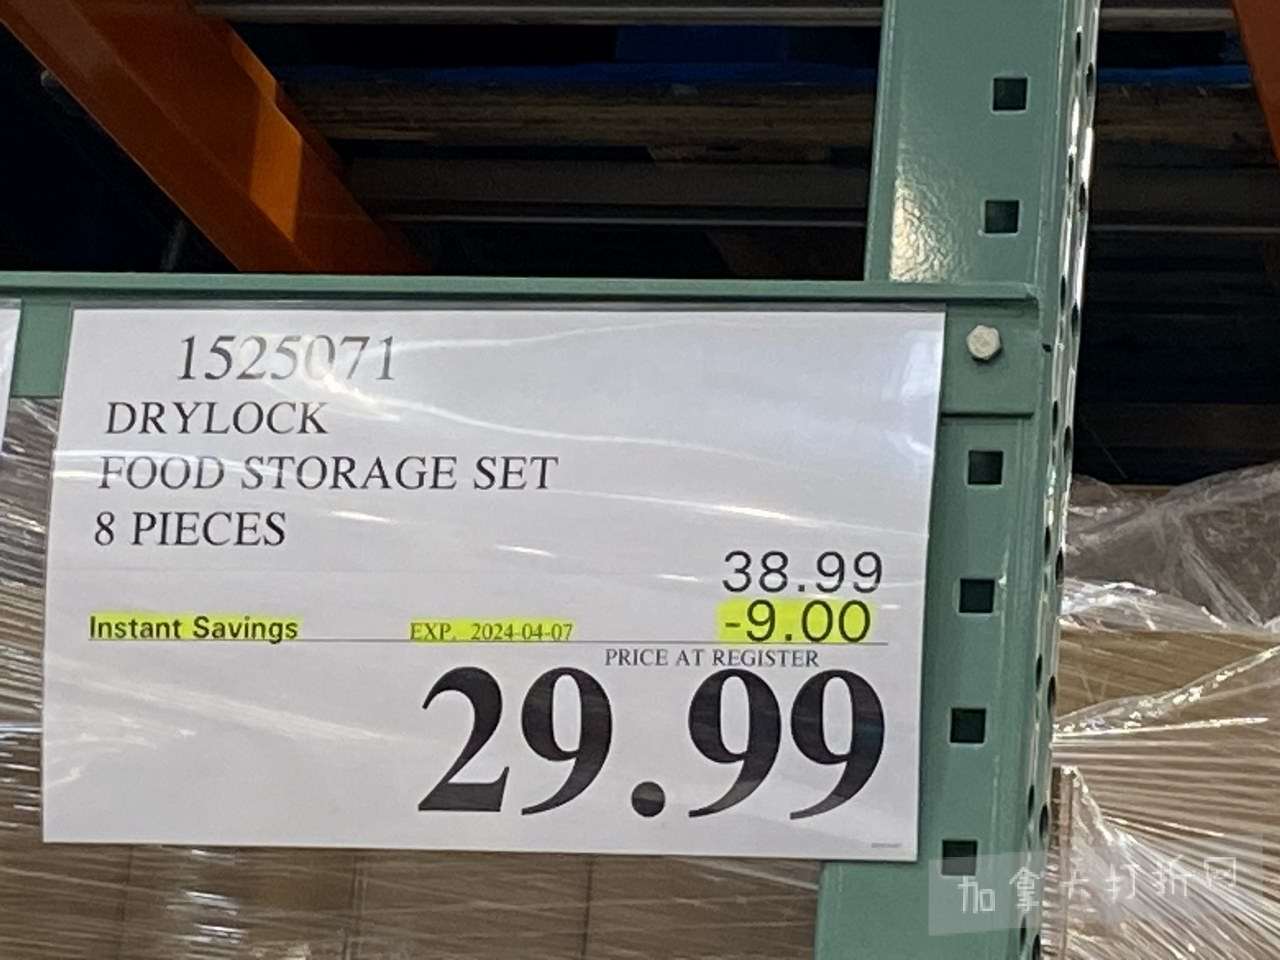 1525071
DRYLOCK
FOOD STORAGE SET
8 PIECES
38.99
Instant Savings EXP. 2024-04-07 -9.00
PRICE AT REGISTER
29.99
加拿大打折网